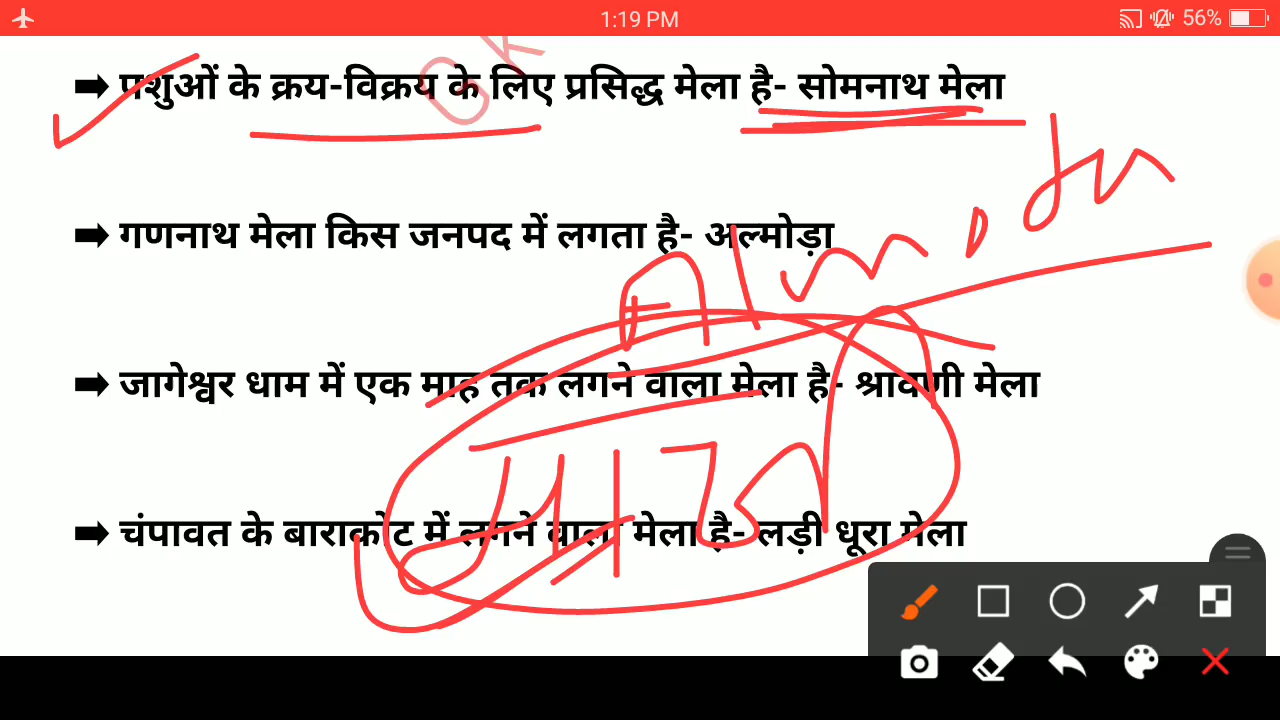 1:19 PM
56%
GK
➡ पशुओं के क्रय-विक्रय के लिए प्रसिद्ध मेला है- सोमनाथ मेला
➡ गणनाथ मेला किस जनपद में लगता है- अल्मोड़ा
➡ जागेश्वर धाम में एक माह तक लगने वाला मेला है- श्रावणी मेला
➡ चंपावत के बाराकोट में लगने वाला मेला है- लड़ी धूरा मेला